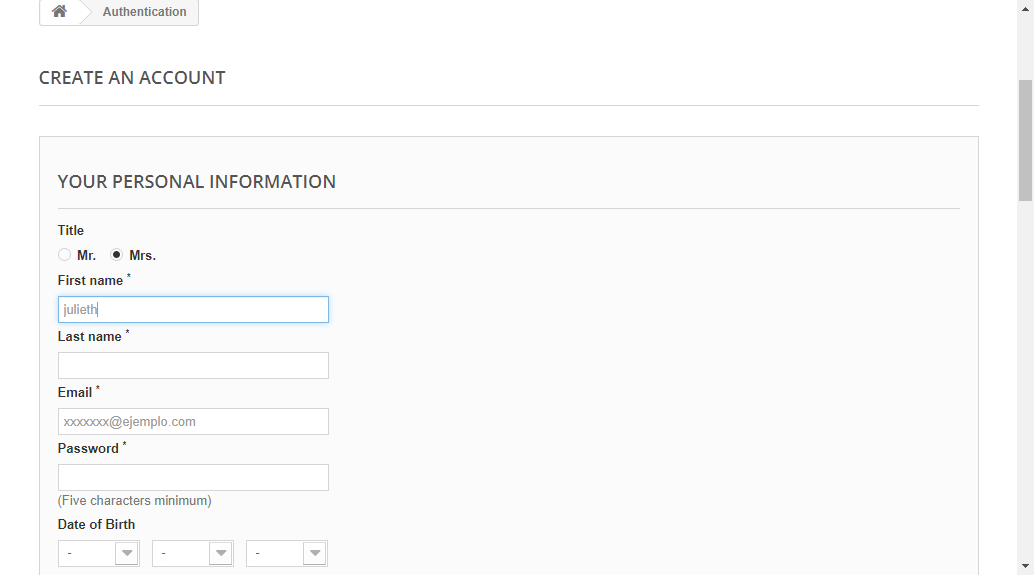 Authentication
CREATE AN ACCOUNT
YOUR PERSONAL INFORMATION
Title
Mr. Mrs.
First name *
julieth
Last name *
Email *
xxxxxxx@ejemplo.com
Password *
(Five characters minimum)
Date of Birth
- - -